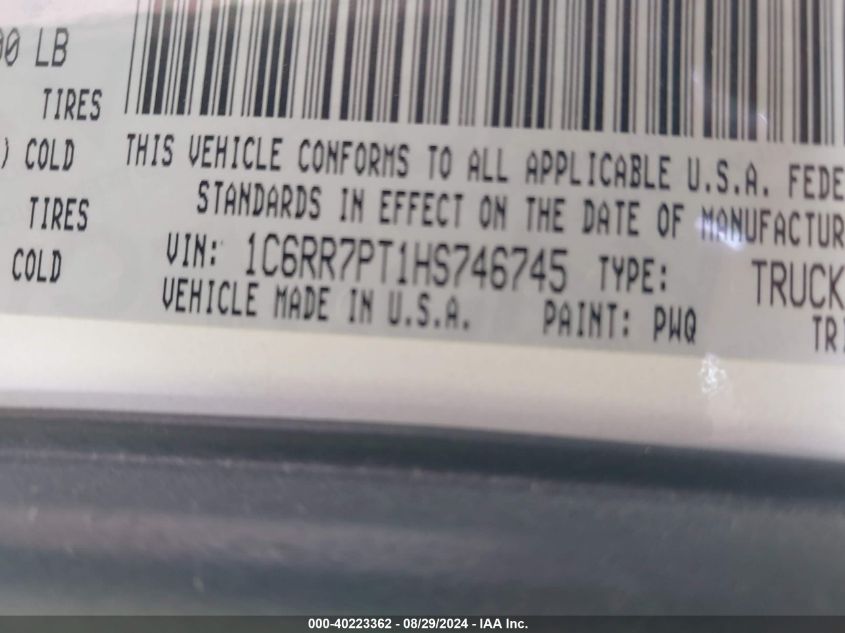 00 LB
TIRES
) COLD
TIRES
COLD
THIS VEHICLE CONFORMS TO ALL APPLICABLE U.S.A. FEDE
STANDARDS IN EFFECT ON THE DATE OF MANUFACTUR
VIN: 1C6RR7PT1HS746745 TYPE: TRUCK
VEHICLE MADE IN U.S.A. PAINT: PWQ TRI
000-40223362 - 08/29/2024 - IAA Inc.